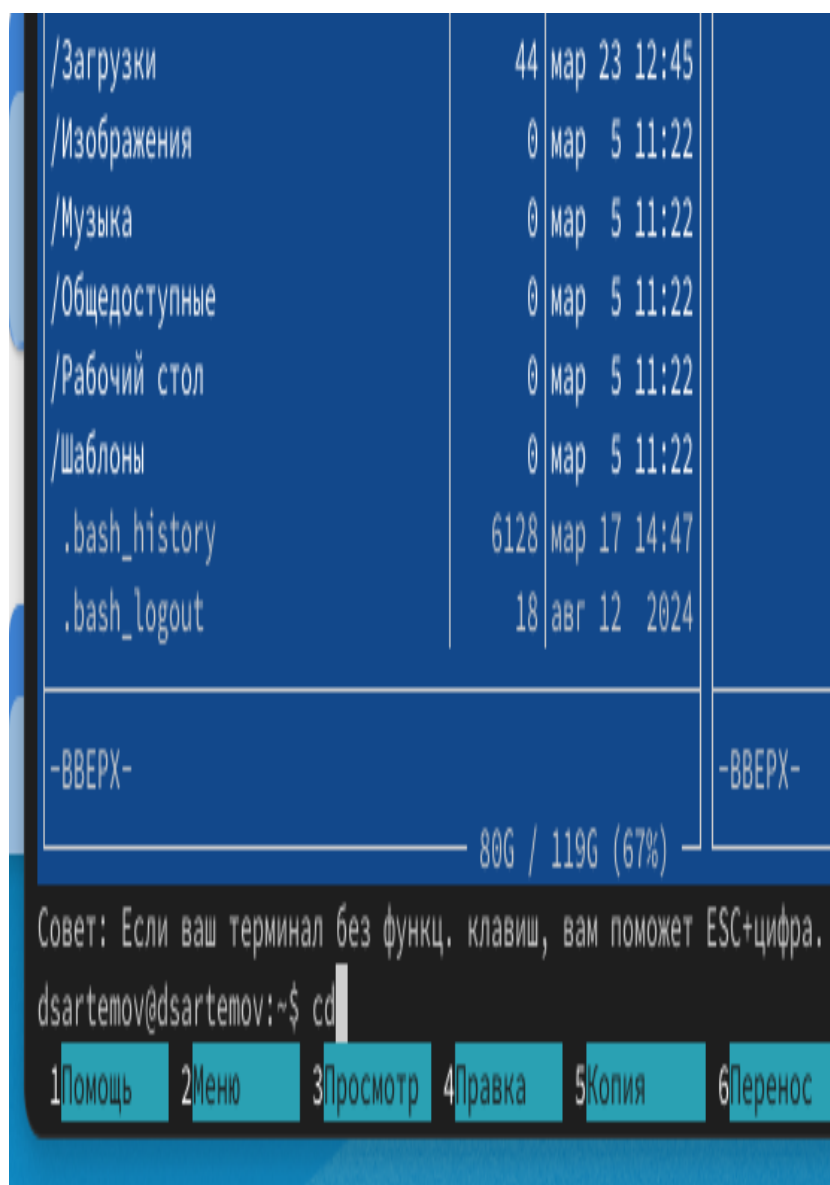 /Загрузки 44 мар 23 12:45
/Изображения 0 мар 5 11:22
/Музыка 0 мар 5 11:22
/Общедоступные 0 мар 5 11:22
/Рабочий стол 0 мар 5 11:22
/Шаблоны 0 мар 5 11:22
.bash_history 6128 мар 17 14:47
.bash_logout 18 авг 12 2024
-ВВЕРХ- -ВВЕРХ-
80G / 119G (67%)
Совет: Если ваш терминал без функц. клавиш, вам поможет ESC+цифра.
dsartemov@dsartemov:~$ cd
1Помощь 2Меню 3Просмотр 4Правка 5Копия 6Перенос